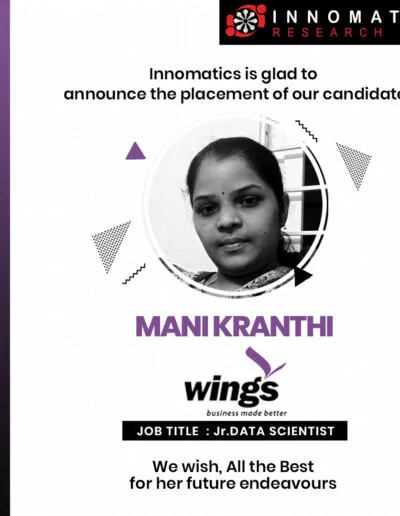 INNOMAT
RESEARCH
Innomatics is glad to
announce the placement of our candidate
MANI KRANTHI
wings
business made better
JOB TITLE : Jr.DATA SCIENTIST
We wish, All the Best
for her future endeavours